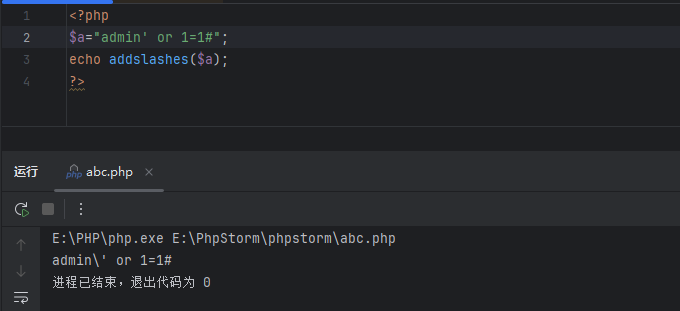 1 <?php
2 $a="admin' or 1=1#";
3 echo addslashes($a);
4 ?>
运行 php abc.php ×
E:\PHP\php.exe E:\PhpStorm\phpstorm\abc.php
admin\' or 1=1#
进程已结束，退出代码为 0